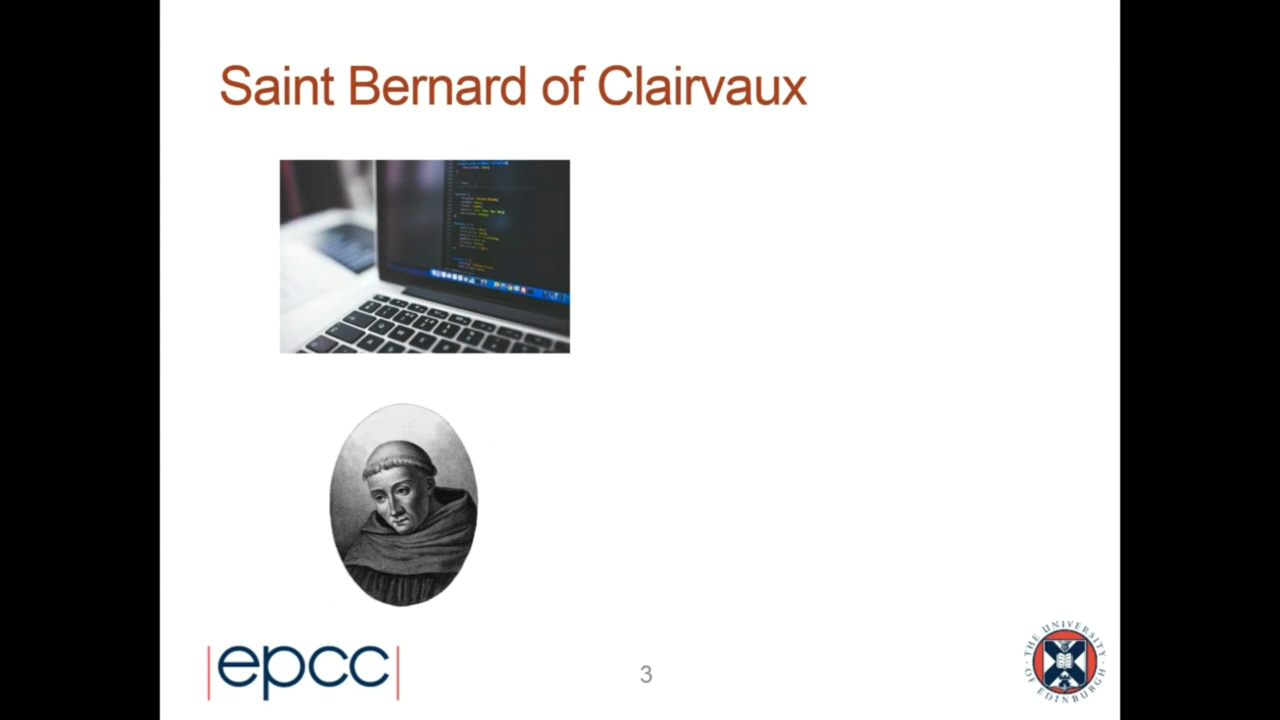 Saint Bernard of Clairvaux
|epcc|
3
THE UNIVERSITY
OF EDINBURGH